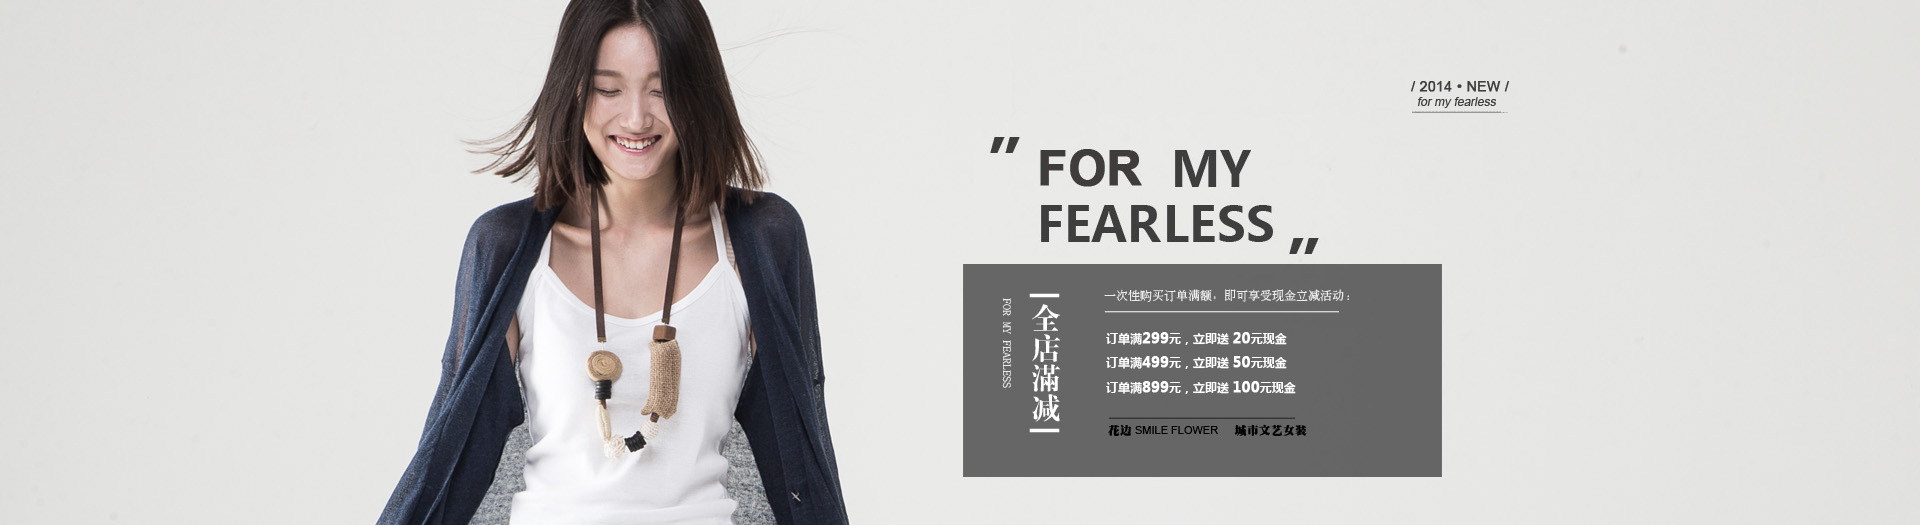 / 2014 • NEW /
for my fearless
" FOR MY
FEARLESS "
FOR MY FEARLESS
全店滿减
一次性购买订单满额，即可享受现金立减活动：
订单满299元，立即送 20元现金
订单满499元，立即送 50元现金
订单满899元，立即送 100元现金
花边 SMILE FLOWER 城市文艺女装